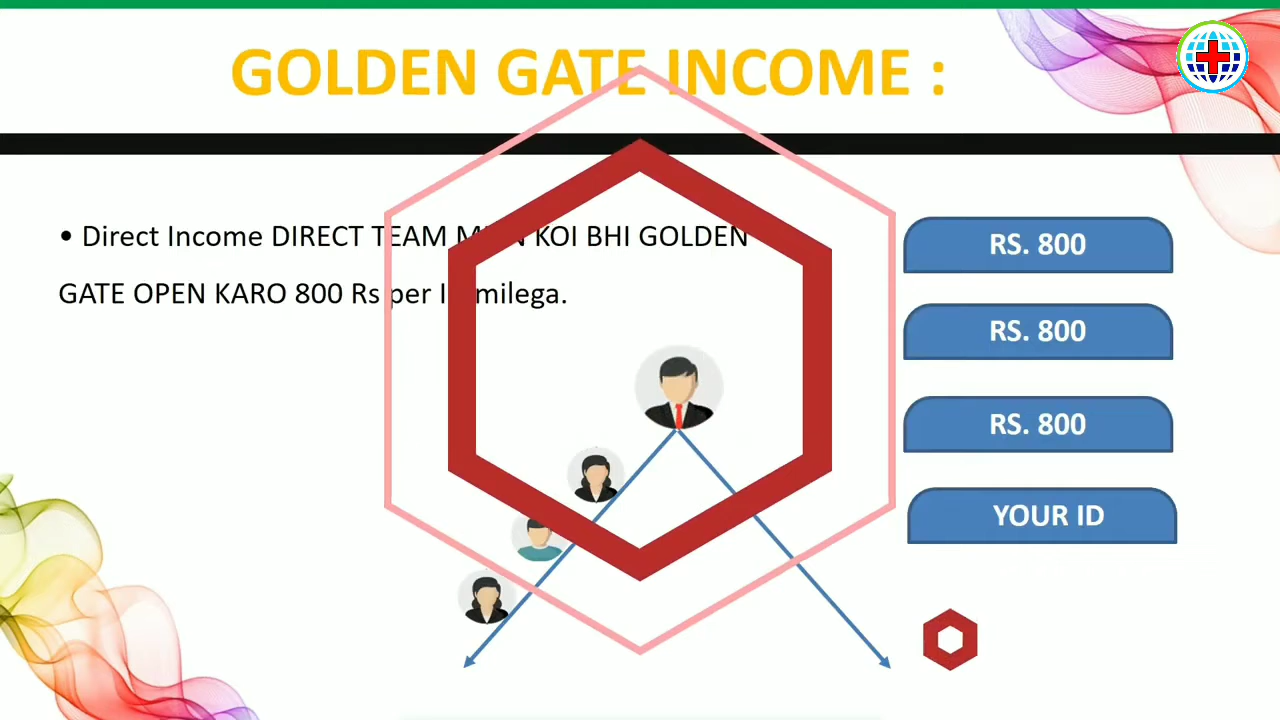 GOLDEN GATE INCOME :
• Direct Income DIRECT TEAM KOI BHI GOLDEN
GATE OPEN KARO 800 Rs per milega.
RS. 800
RS. 800
RS. 800
YOUR ID